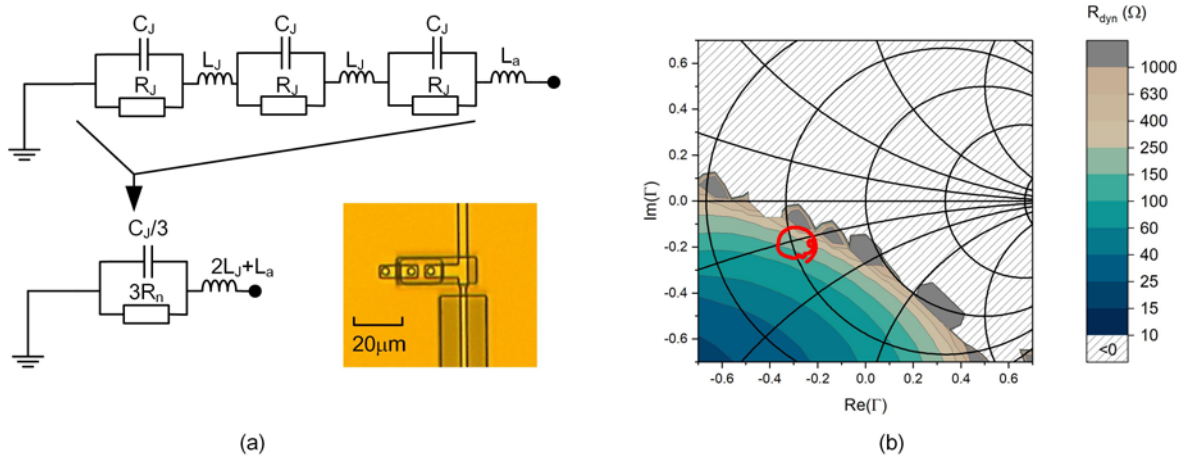 C_J
C_J
C_J
L_J
L_J
L_a
R_J
R_J
R_J
C_J/3
2L_J+L_a
3R_n
20μm
(a)
R_dyn (Ω)
1000
630
400
250
150
100
60
40
25
15
10
<0
0.6
0.4
0.2
0.0
-0.2
-0.4
-0.6
Im(Γ)
-0.6 -0.4 -0.2 0.0 0.2 0.4 0.6
Re(Γ)
(b)